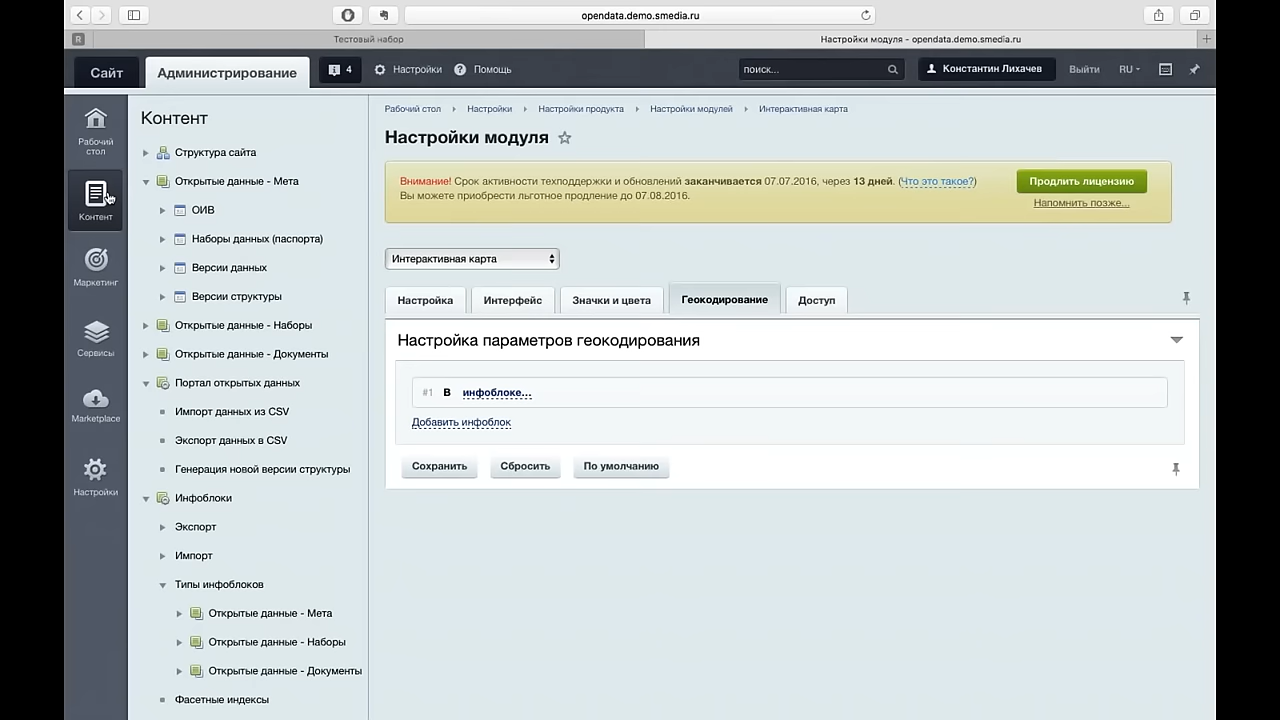 opendata.demo.smedia.ru
R
Тестовый набор
Настройки модуля - opendata.demo.smedia.ru
Сайт
Администрирование
4
Настройки
Помощь
поиск...
Константин Лихачев
Выйти
RU
Рабочий стол
Контент
Маркетинг
Сервисы
Marketplace
Настройки
Контент
Структура сайта
Открытые данные - Мета
ОИВ
Наборы данных (паспорта)
Версии данных
Версии структуры
Открытые данные - Наборы
Открытые данные - Документы
Портал открытых данных
Импорт данных из CSV
Экспорт данных в CSV
Генерация новой версии структуры
Инфоблоки
Экспорт
Импорт
Типы инфоблоков
Открытые данные - Мета
Открытые данные - Наборы
Открытые данные - Документы
Фасетные индексы
Рабочий стол Настройки Настройки продукта Настройки модулей Интерактивная карта
Настройки модуля
Внимание! Срок активности техподдержки и обновлений заканчивается 07.07.2016, через 13 дней. (Что это такое?)
Вы можете приобрести льготное продление до 07.08.2016.
Продлить лицензию
Напомнить позже...
Интерактивная карта
Настройка Интерфейс Значки и цвета Геокодирование Доступ
Настройка параметров геокодирования
#1 В инфоблоке...
Добавить инфоблок
Сохранить Сбросить По умолчанию